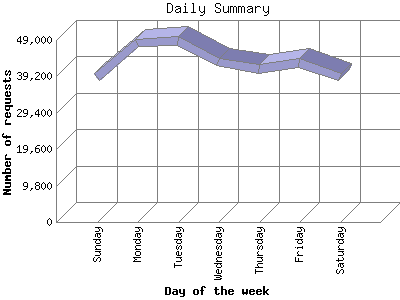 Daily Summary
Number of requests
49,000
39,200
29,400
19,600
9,800
0
Sunday
Monday
Tuesday
Wednesday
Thursday
Friday
Saturday
Day of the week